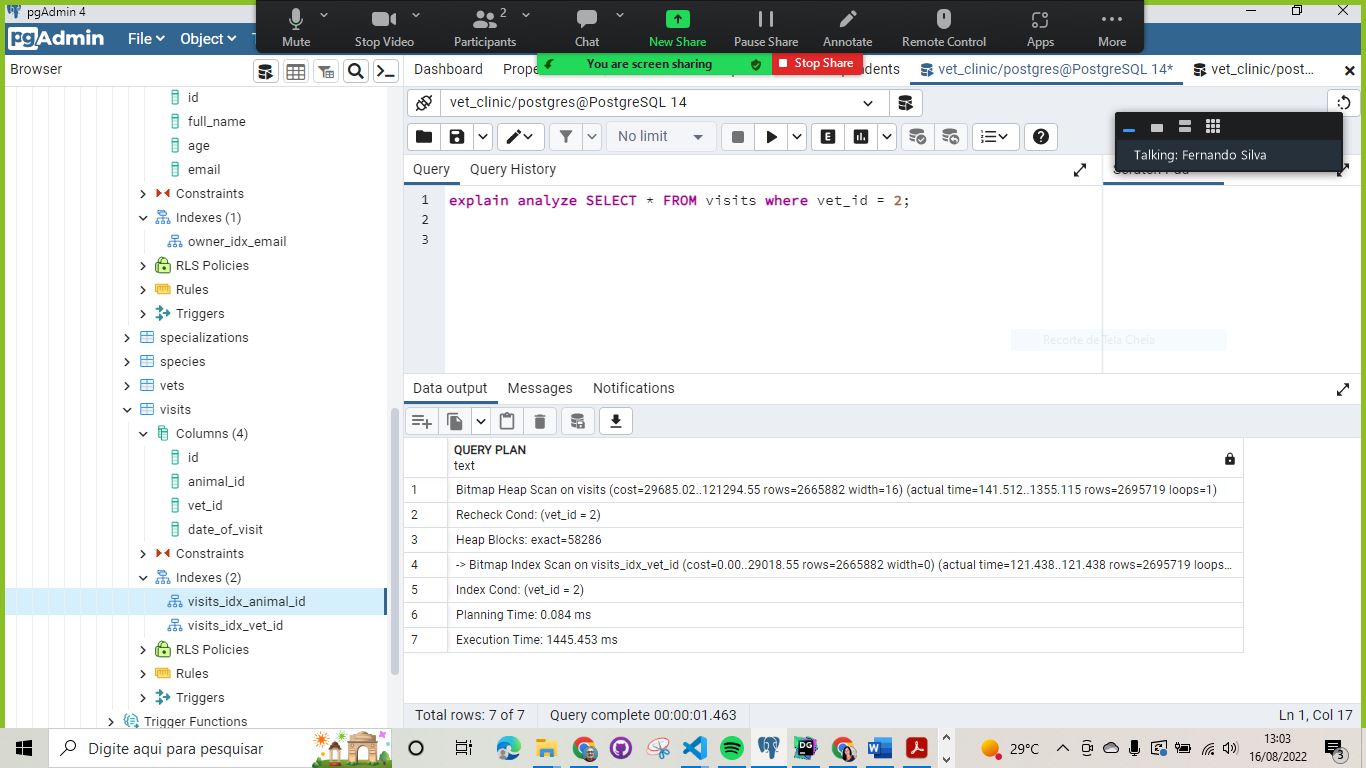 pgAdmin 4
pgAdmin
File
Object
Mute
Stop Video
2
Participants
Chat
New Share
Pause Share
Annotate
Remote Control
Apps
More
You are screen sharing
Stop Share
Browser
Dashboard
vet_clinic/postgres@PostgreSQL 14*
vet_clinic/post...
vet_clinic/postgres@PostgreSQL 14
No limit
E
Talking: Fernando Silva
Query
Query History
1 explain analyze SELECT * FROM visits where vet_id = 2;
2
3
Recorte de Tela Cheia
id
full_name
age
email
Constraints
Indexes (1)
owner_idx_email
RLS Policies
Rules
Triggers
specializations
species
vets
visits
Columns (4)
id
animal_id
vet_id
date_of_visit
Constraints
Indexes (2)
visits_idx_animal_id
visits_idx_vet_id
RLS Policies
Rules
Triggers
Trigger Functions
Data output
Messages
Notifications
QUERY PLAN
text
1 Bitmap Heap Scan on visits (cost=29685.02..121294.55 rows=2665882 width=16) (actual time=141.512..1355.115 rows=2695719 loops=1)
2 Recheck Cond: (vet_id = 2)
3 Heap Blocks: exact=58286
4 -> Bitmap Index Scan on visits_idx_vet_id (cost=0.00..29018.55 rows=2665882 width=0) (actual time=121.438..121.438 rows=2695719 loops...
5 Index Cond: (vet_id = 2)
6 Planning Time: 0.084 ms
7 Execution Time: 1445.453 ms
Total rows: 7 of 7
Query complete 00:00:01.463
Ln 1, Col 17
Digite aqui para pesquisar
29°C
13:03
16/08/2022
3